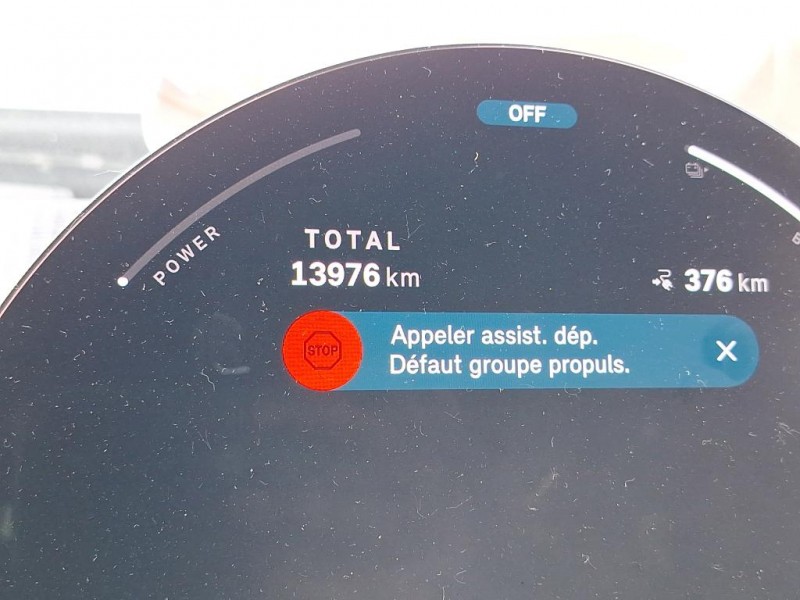 OFF
POWER
TOTAL
13976 km
376 km
STOP
Appeler assist. dép.
Défaut groupe propuls.